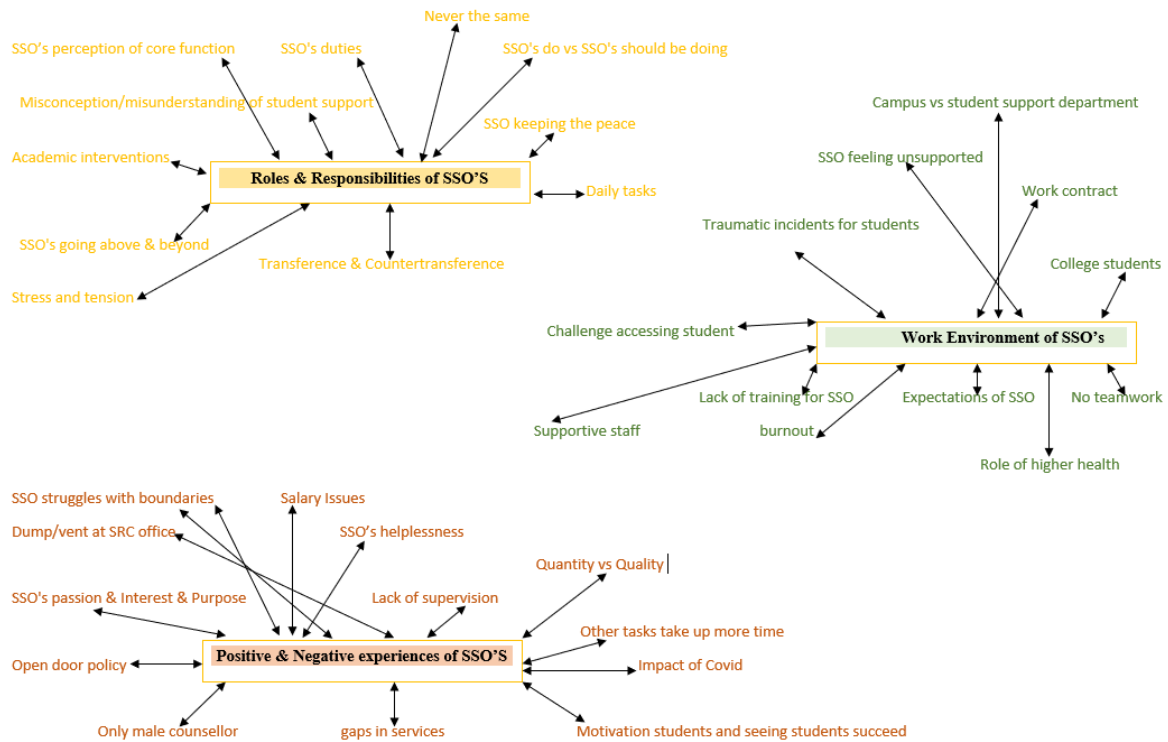 Never the same
SSO's perception of core function
SSO's duties
SSO's do vs SSO's should be doing
Misconception/misunderstanding of student support
SSO keeping the peace
Academic interventions
Roles & Responsibilities of SSO'S
Daily tasks
SSO's going above & beyond
Transference & Countertransference
Stress and tension
Campus vs student support department
SSO feeling unsupported
Work contract
Traumatic incidents for students
College students
Challenge accessing student
Work Environment of SSO's
Lack of training for SSO
Expectations of SSO
No teamwork
Supportive staff
burnout
Role of higher health
SSO struggles with boundaries
Salary Issues
Dump/vent at SRC office
SSO's helplessness
Quantity vs Quality
SSO's passion & Interest & Purpose
Lack of supervision
Other tasks take up more time
Positive & Negative experiences of SSO'S
Open door policy
Impact of Covid
Only male counsellor
gaps in services
Motivation students and seeing students succeed